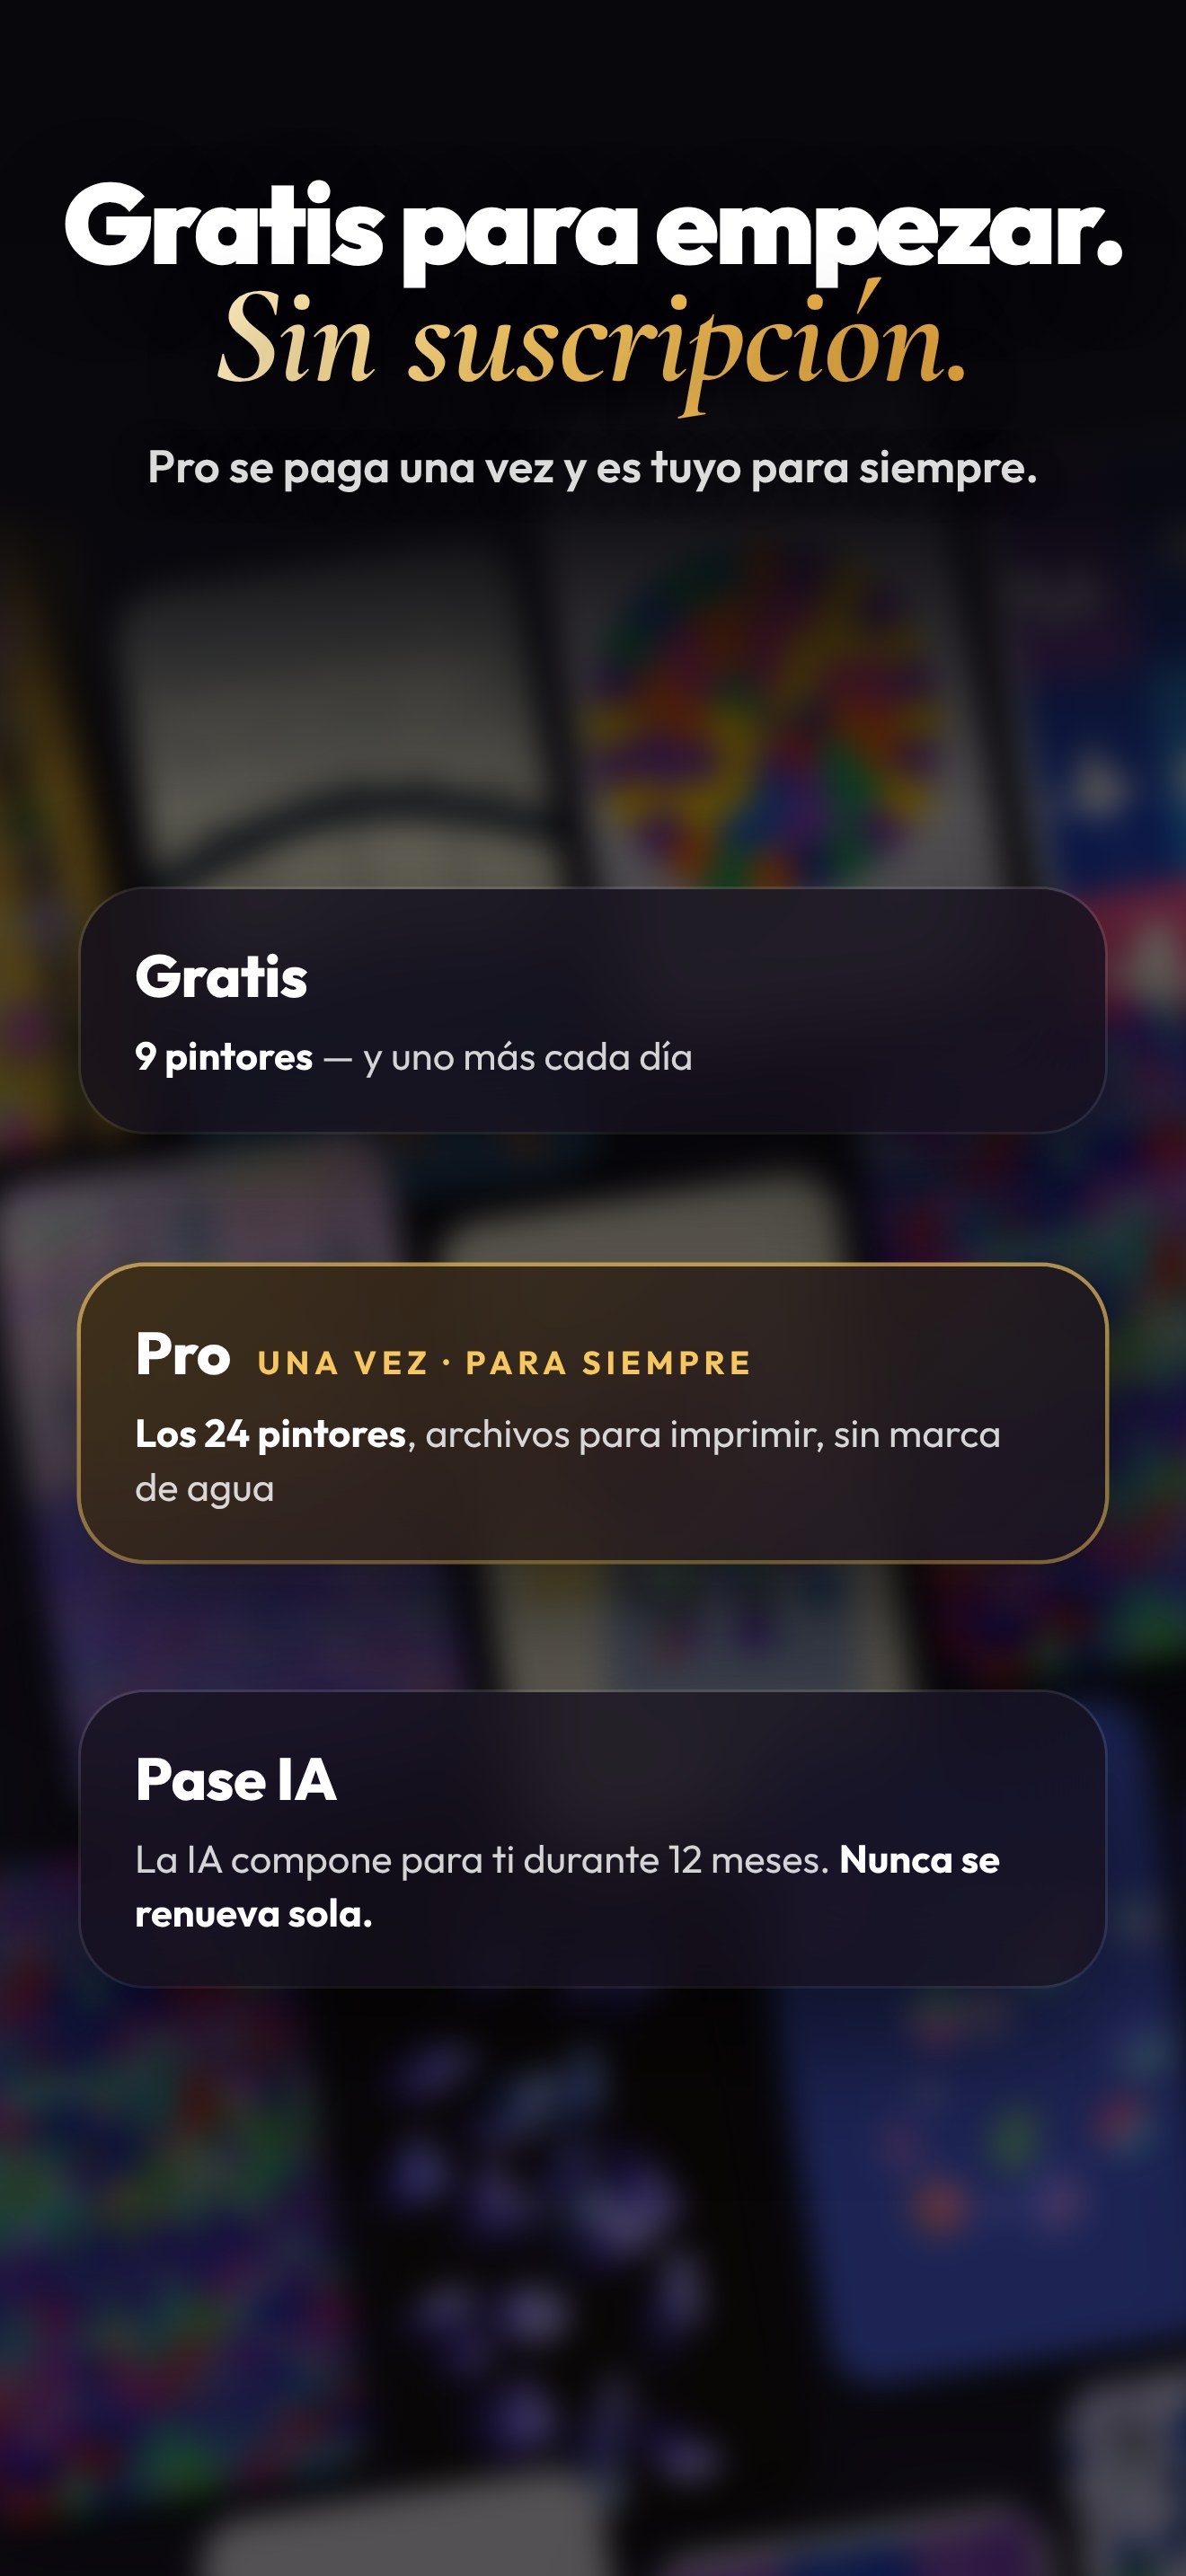 Gratis para empezar.
Sin suscripción.
Pro se paga una vez y es tuyo para siempre.
Gratis
9 pintores — y uno más cada día
Pro UNA VEZ · PARA SIEMPRE
Los 24 pintores, archivos para imprimir, sin marca
de agua
Pase IA
La IA compone para ti durante 12 meses. Nunca se
renueva sola.